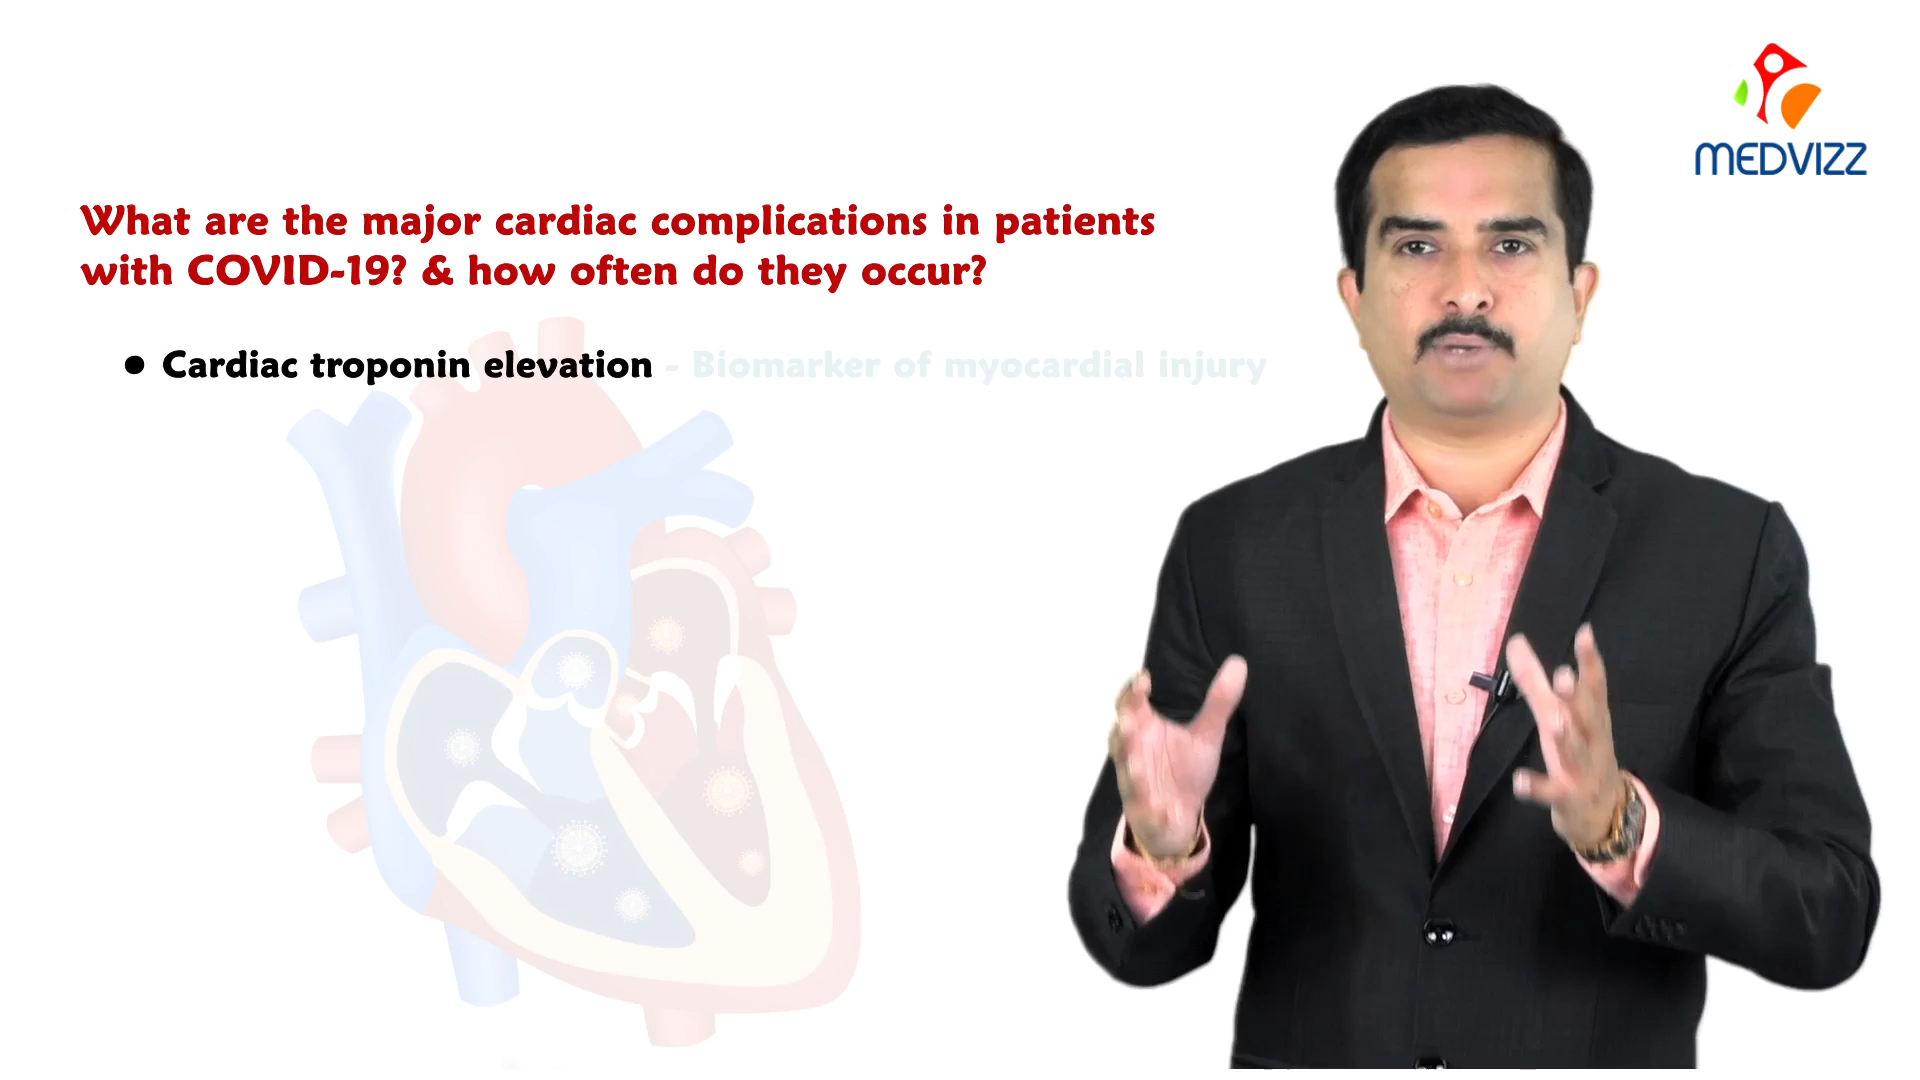 MEDVIZZ
What are the major cardiac complications in patients
with COVID-19? & how often do they occur?
● Cardiac troponin elevation - Biomarker of myocardial injury